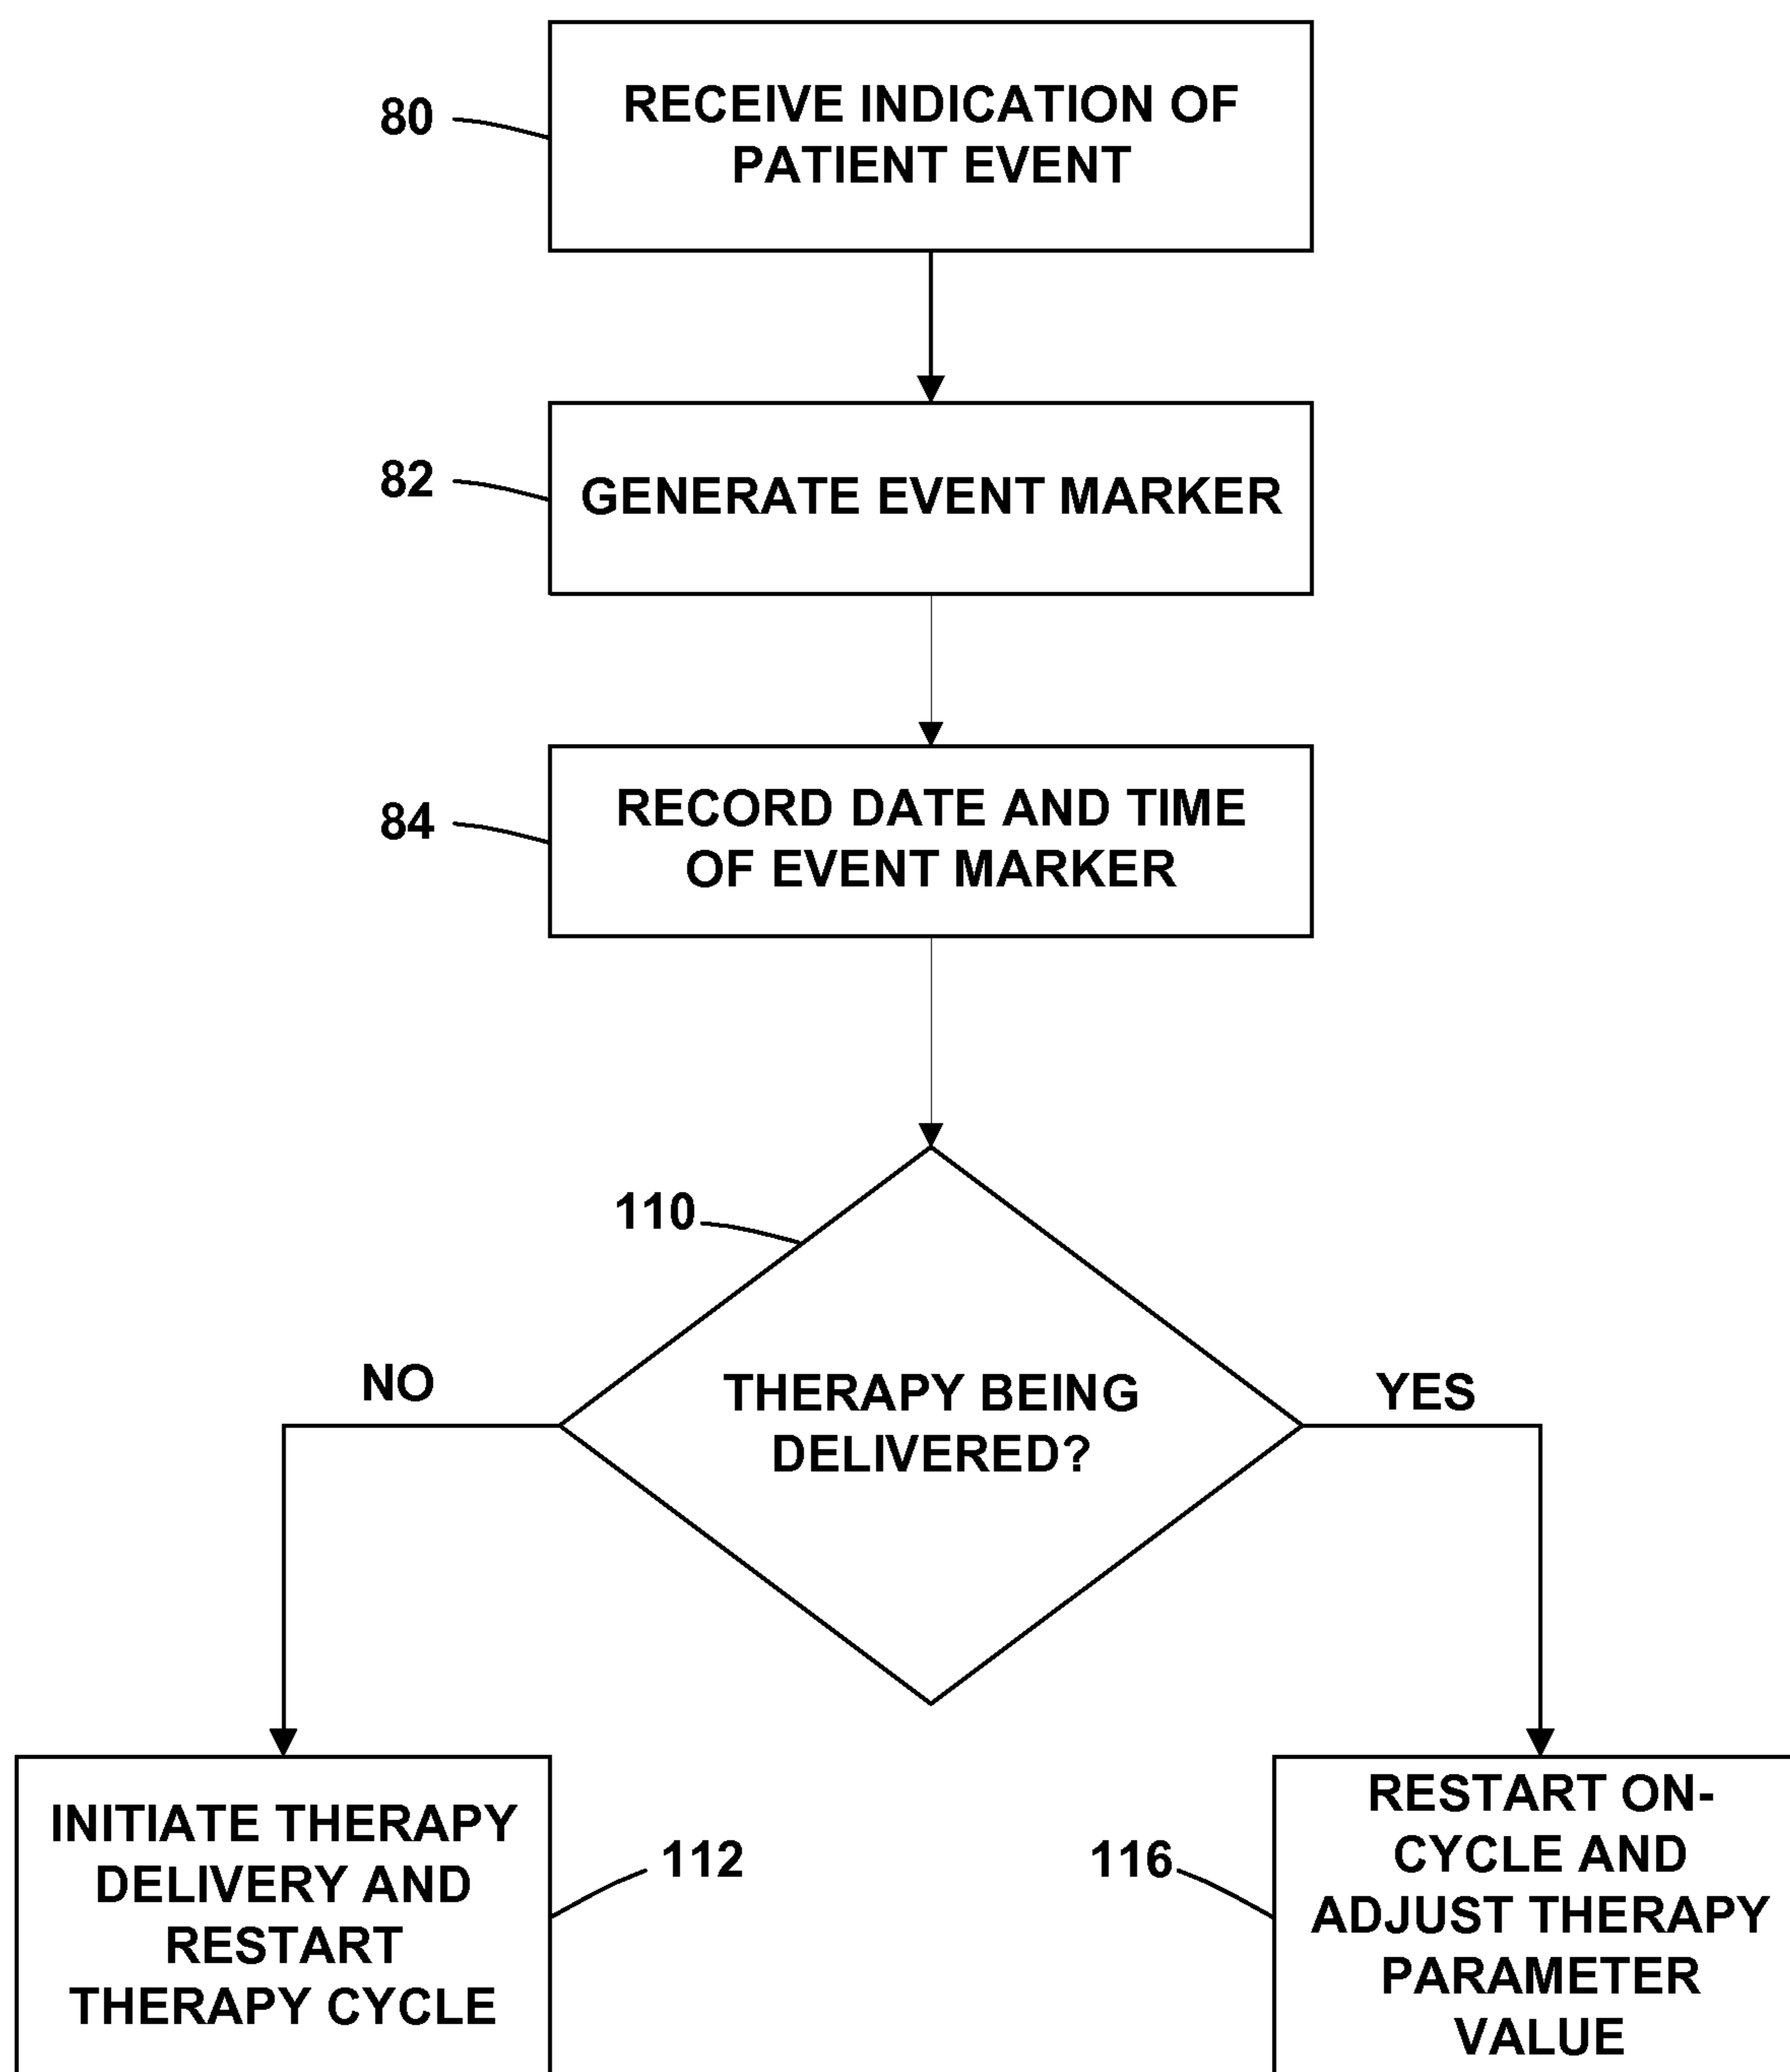 80
RECEIVE INDICATION OF
PATIENT EVENT
82
GENERATE EVENT MARKER
84
RECORD DATE AND TIME
OF EVENT MARKER
110
NO
THERAPY BEING
DELIVERED?
YES
INITIATE THERAPY
DELIVERY AND
RESTART
THERAPY CYCLE
112
116
RESTART ON-
CYCLE AND
ADJUST THERAPY
PARAMETER
VALUE